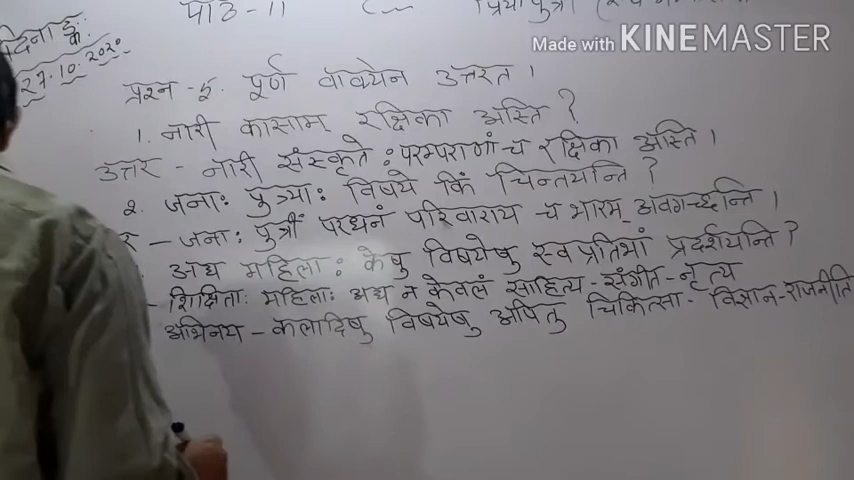 पाठ-11 प्रिया पुत्री
Made with KINEMASTER
दिनाङ्कः
27.10.2020
प्रश्न-5. पूर्ण वाक्येन उत्तरत।
1. नारी कासाम् रक्षिका अस्ति?
उत्तर - नारी संस्कृतेः परम्पराणां च रक्षिका अस्ति।
2. जनाः पुत्र्याः विषये किं चिन्तयन्ति?
- जनाः पुत्रीं परधनं परिवाराय च भारम् अवगच्छन्ति।
अद्य महिलाः केषु विषयेषु स्वप्रतिभां प्रदर्शयन्ति?
- शिक्षिताः महिलाः अद्य न केवलं साहित्य-संगीत-नृत्य
अभिनय-कलादिषु विषयेषु अपितु चिकित्सा-विज्ञान-राजनीति